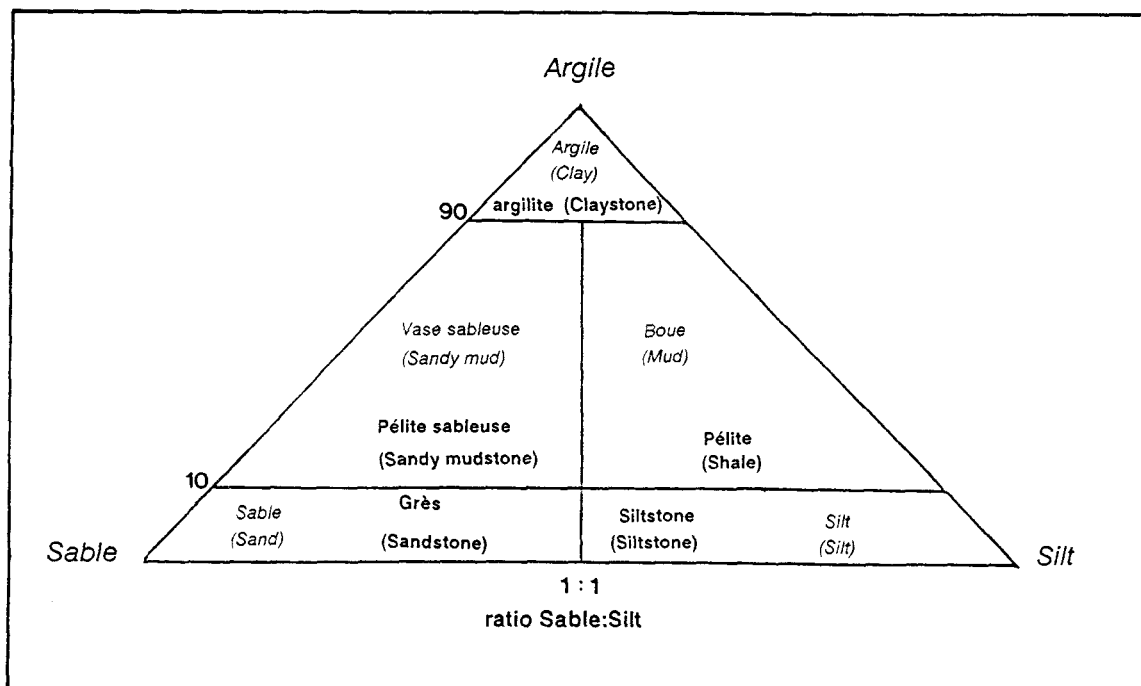 Argile
Argile
(Clay)
90
argilite (Claystone)
Vase sableuse
(Sandy mud)
Boue
(Mud)
Pélite sableuse
(Sandy mudstone)
Pélite
(Shale)
10
Sable
(Sand)
Grès
(Sandstone)
Siltstone
(Siltstone)
Silt
(Silt)
Sable
Silt
1 : 1
ratio Sable:Silt